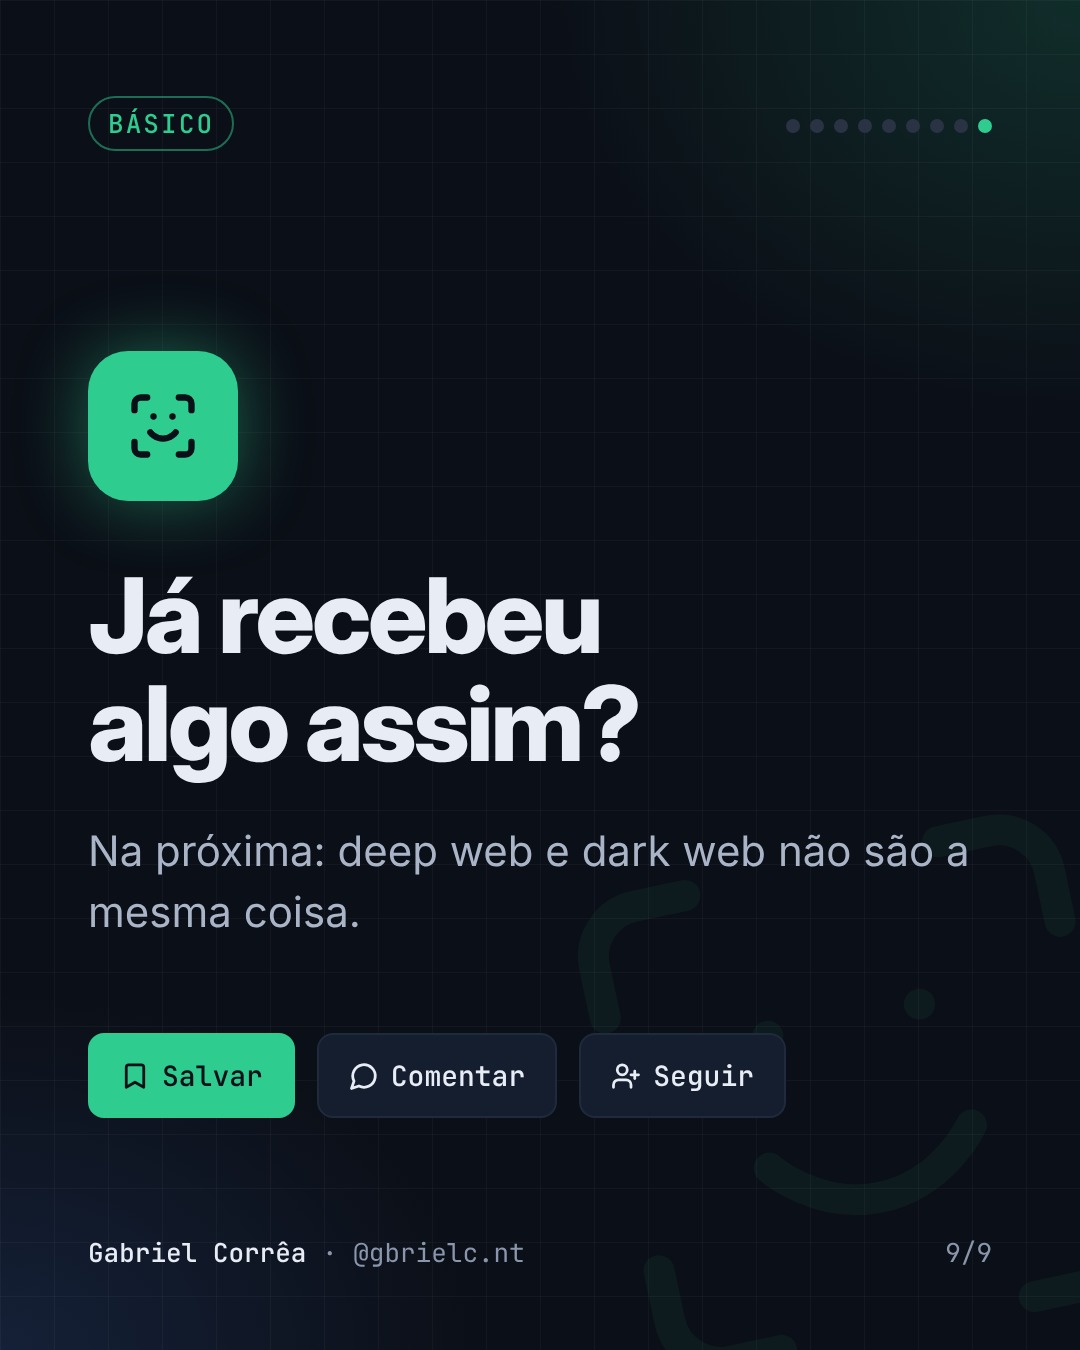 BÁSICO
Já recebeu
algo assim?
Na próxima: deep web e dark web não são a
mesma coisa.
Salvar
Comentar
Seguir
Gabriel Corrêa · @gbrielc.nt
9/9